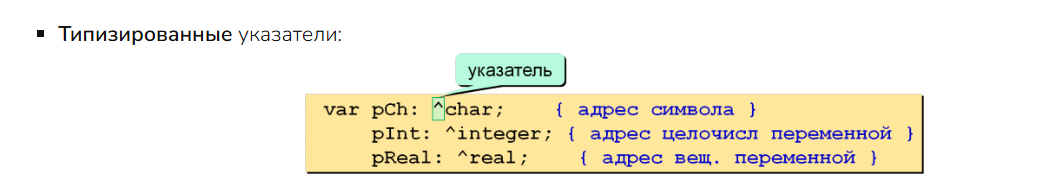 ▪ Типизированные указатели:
указатель
var pCh: ^char; { адрес символа }
pInt: ^integer; { адрес целочисл переменной }
pReal: ^real; { адрес вещ. переменной }